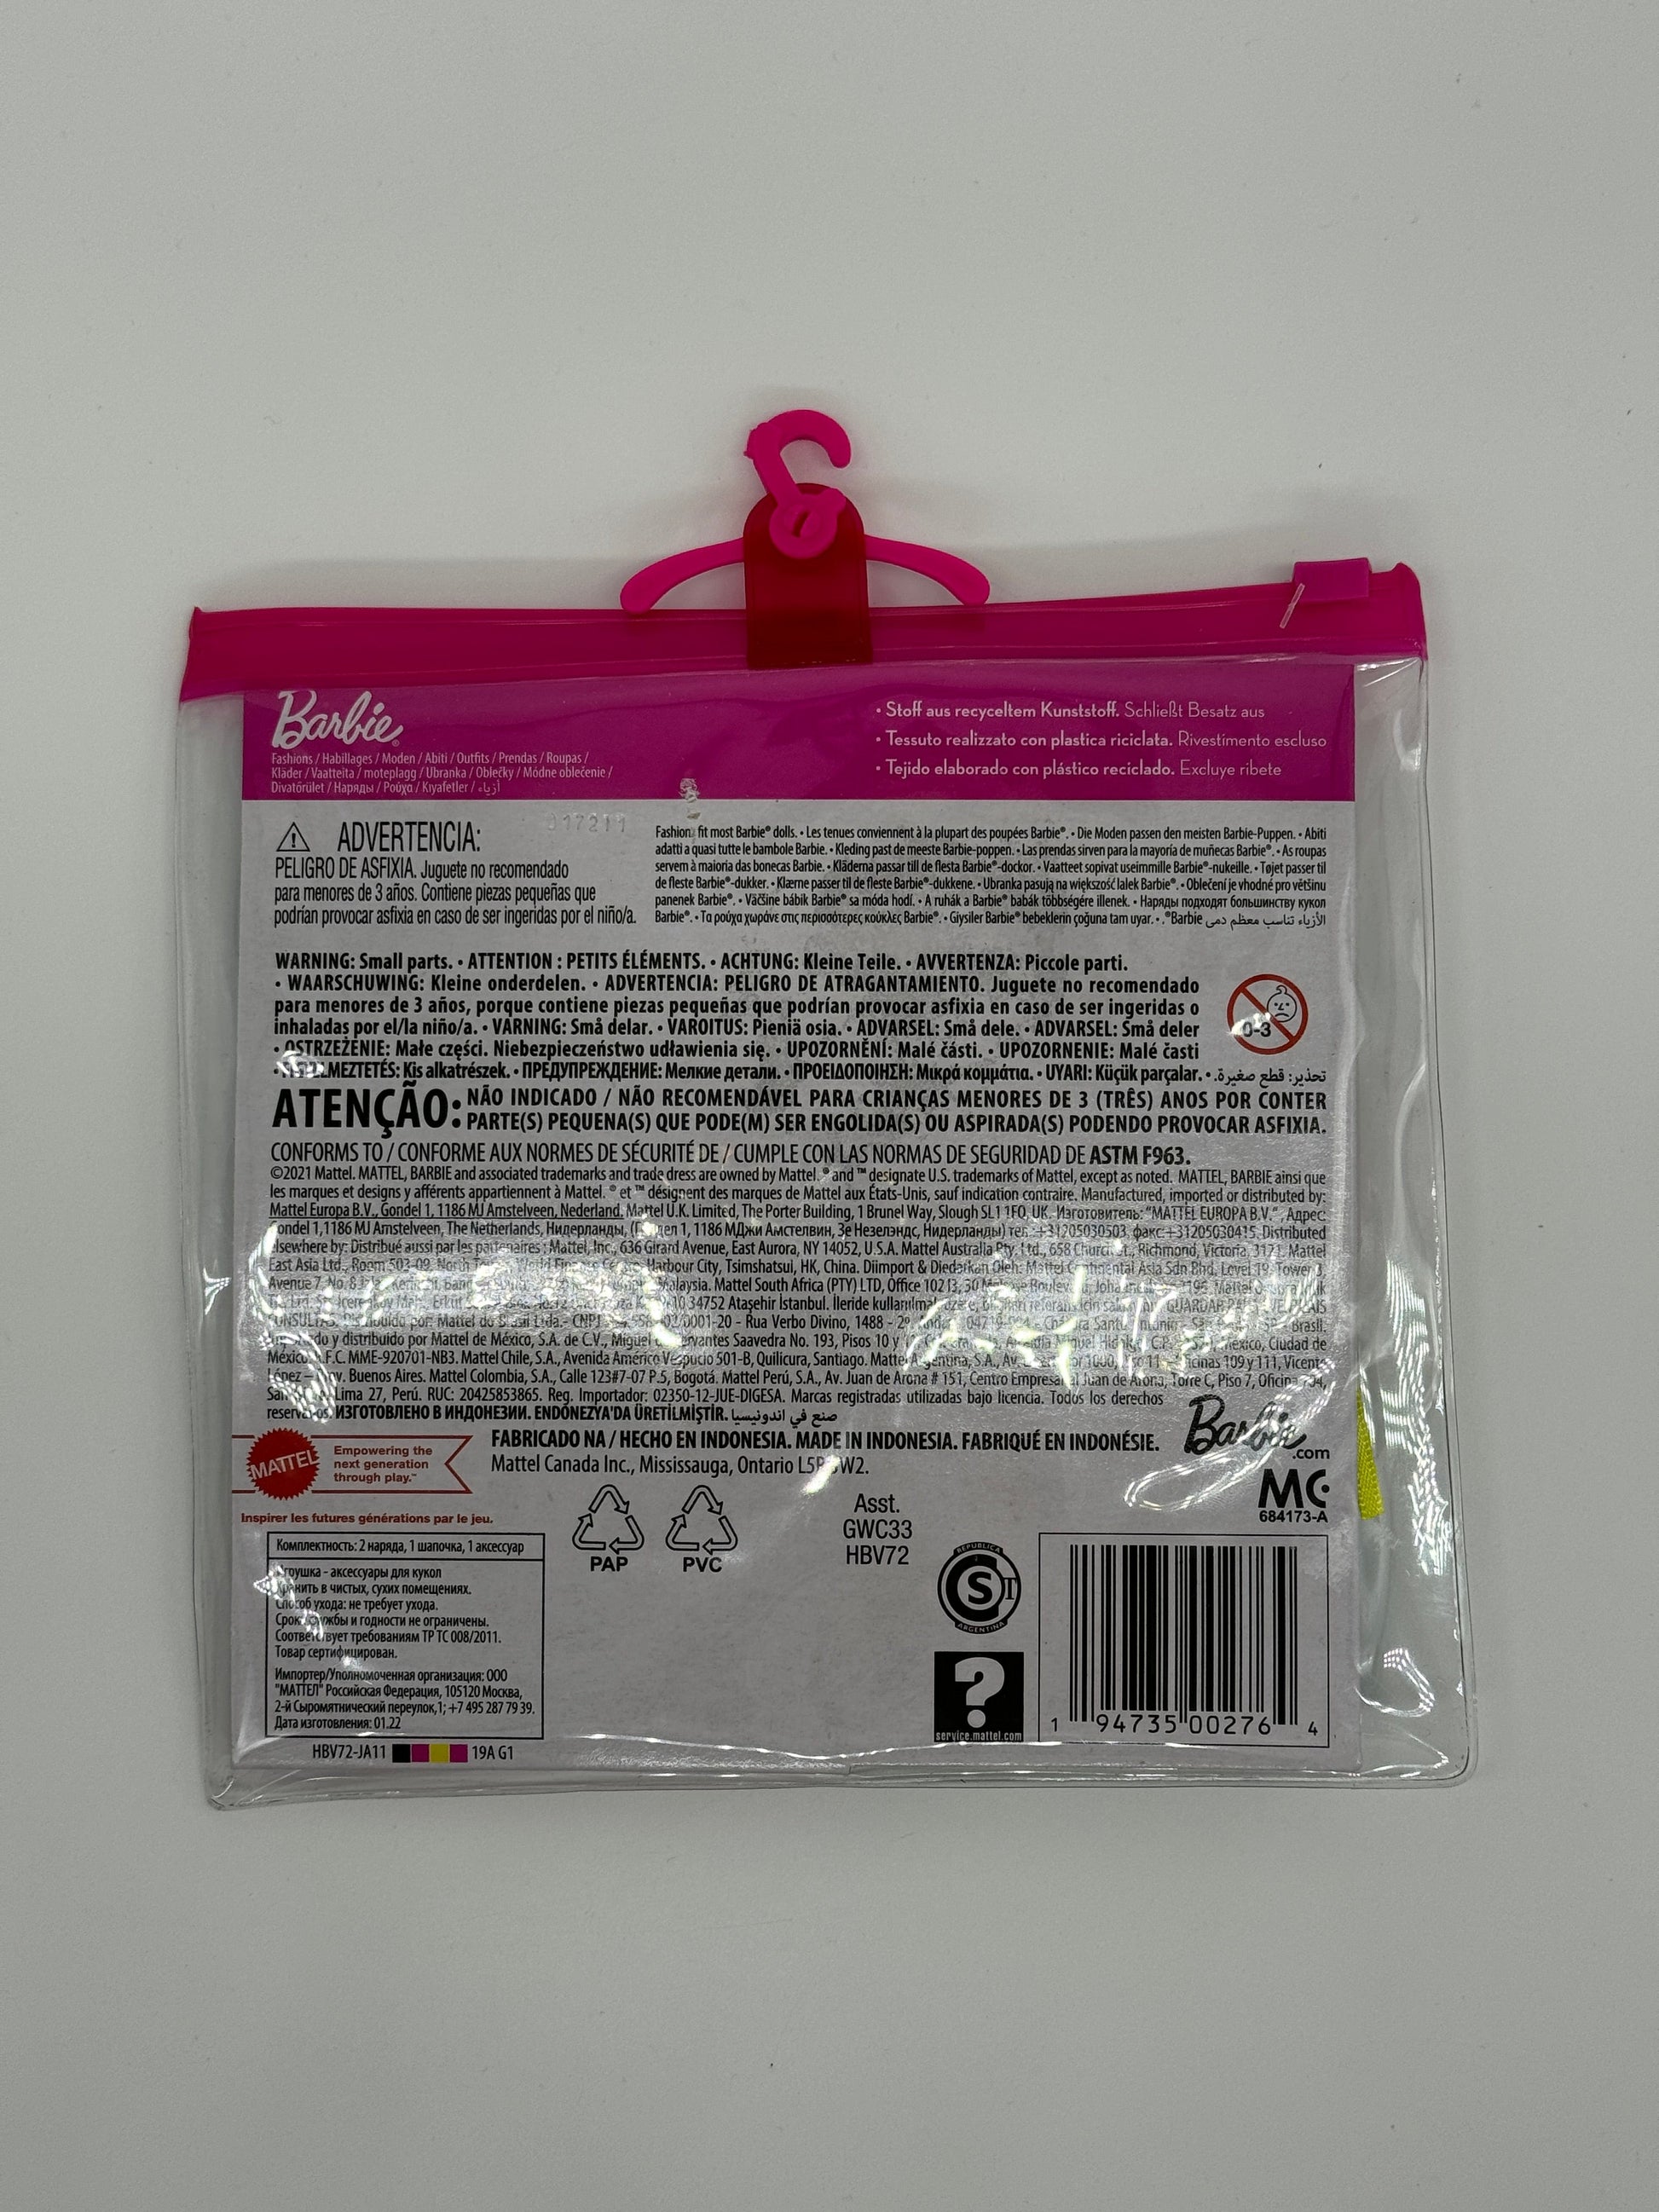 Barbie®
Fashions / Habillages / Moden / Abiti / Outfits / Prendas / Roupas /
Kläder / Vaatteita / moteplagg / Ubranka / Oblečky / Módne oblečenie /
Divatörület / Наряды / Ρούχα / Kıyafetler / أزياء
• Stoff aus recyceltem Kunststoff. Schließt Besatz aus
• Tessuto realizzato con plastica riciclata. Rivestimento escluso
• Tejido elaborado con plástico reciclado. Excluye ribete
ADVERTENCIA:
PELIGRO DE ASFIXIA. Juguete no recomendado
para menores de 3 años. Contiene piezas pequeñas que
podrían provocar asfixia en caso de ser ingeridas por el niño/a.
fit most Barbie® dolls. • Les tenues conviennent à la plupart des poupées Barbie®. • Die Moden passen den meisten Barbie-Puppen. • Abiti
adatti a quasi tutte le bambole Barbie. • Kleding past de meeste Barbie-poppen. • Las prendas sirven para la mayoría de muñecas Barbie®. • As roupas
servem à maioria das bonecas Barbie. • Kläderna passar till de flesta Barbie®-dockor. • Vaatteet sopivat useimmille Barbie®-nukeille. • Tøjet passer til
de fleste Barbie®-dukker. • Klærne passer til de fleste Barbie®-dukkene. • Ubranka pasują na większość lalek Barbie®. • Oblečení je vhodné pro většinu
panenek Barbie®. • Väčšine bábik Barbie® sa móda hodí. • A ruhák a Barbie® babák többségére illenek. • Наряды подходят большинству кукол
Barbie®. • Τα ρούχα χωράνε στις περισσότερες κούκλες Barbie®. • Giysiler Barbie® bebeklerin çoğuna tam uyar. • .®Barbie الأزياء تناسب معظم دمى
WARNING: Small parts. • ATTENTION : PETITS ÉLÉMENTS. • ACHTUNG: Kleine Teile. • AVVERTENZA: Piccole parti.
• WAARSCHUWING: Kleine onderdelen. • ADVERTENCIA: PELIGRO DE ATRAGANTAMIENTO. Juguete no recomendado
para menores de 3 años, porque contiene piezas pequeñas que podrían provocar asfixia en caso de ser ingeridas o
inhaladas por el/la niño/a. • VARNING: Små delar. • VAROITUS: Pieniä osia. • ADVARSEL: Små dele. • ADVARSEL: Små deler
• OSTRZEŻENIE: Małe części. Niebezpieczeństwo udławienia się. • UPOZORNĚNÍ: Malé části. • UPOZORNENIE: Malé časti
Kis alkatrészek. • ПРЕДУПРЕЖДЕНИЕ: Мелкие детали. • ΠΡΟΕΙΔΟΠΟΙΗΣΗ: Μικρά κομμάτια. • UYARI: Küçük parçalar. • .تحذير: قطع صغيرة
0-3
ATENÇÃO: NÃO INDICADO / NÃO RECOMENDÁVEL PARA CRIANÇAS MENORES DE 3 (TRÊS) ANOS POR CONTER
PARTE(S) PEQUENA(S) QUE PODE(M) SER ENGOLIDA(S) OU ASPIRADA(S) PODENDO PROVOCAR ASFIXIA.
CONFORMS TO / CONFORME AUX NORMES DE SÉCURITÉ DE / CUMPLE CON LAS NORMAS DE SEGURIDAD DE ASTM F963.
©2021 Mattel. MATTEL, BARBIE and associated trademarks and trade dress are owned by Mattel. ® and ™ designate U.S. trademarks of Mattel, except as noted. MATTEL, BARBIE ainsi que
les marques et designs y afférents appartiennent à Mattel. ® et ™ désignent des marques de Mattel aux États-Unis, sauf indication contraire. Manufactured, imported or distributed by:
Mattel Europa B.V., Gondel 1, 1186 MJ Amstelveen, Nederland. Mattel U.K. Limited, The Porter Building, 1 Brunel Way, Slough SL1 1FQ, UK. Изготовитель: "MATTEL EUROPA B.V.", Адрес:
Gondel 1, 1186 MJ Amstelveen, The Netherlands, Нидерланды, 1, 1186 МДжи Амстелвин, Зе Незелэндс, Нидерланды) тел.:+31205030503, факс:+31205030415. Distributed
elsewhere by: Distribué aussi par les partenaires : Mattel, Inc., 636 Girard Avenue, East Aurora, NY 14052, U.S.A. Mattel Australia Pty. Ltd., 658 Church St., Richmond, Victoria, 3121. Mattel
East Asia Ltd., Room 503-09, North Harbour City, Tsimshatsui, HK, China. Diimport & Diedarkan Oleh: Mattel Continental Asia Sdn Bhd, Level 19, Tower 3,
Avenue 7, No. 8 Malaysia. Mattel South Africa (PTY) LTD, Office 102 I3, 30
34752 Ataşehir İstanbul. İleride GUARDAR
Mattel do Brasil Ltda.- CNPJ 0001-20 - Rua Verbo Divino, 1488 - Brasil.
y distribuido por Mattel de México, S.A. de C.V., Miguel Saavedra No. 193, Pisos 10 y México, Ciudad de
México. MME-920701-NB3. Mattel Chile, S.A., Avenida Américo Vespucio 501-B, Quilicura, Santiago. Mattel Argentina, S.A., 109 y 111, Vicente
López – Buenos Aires. Mattel Colombia, S.A., Calle 123#7-07 P.5, Bogotá. Mattel Perú, S.A., Av. Juan de Arona # 151, Centro Empresarial Juan de Arona, Torre C, Piso 7, Oficina 704,
Lima 27, Perú. RUC: 20425853865. Reg. Importador: 02350-12-JUE-DIGESA. Marcas registradas utilizadas bajo licencia. Todos los derechos
reservados. ИЗГОТОВЛЕНО В ИНДОНЕЗИИ. ENDONEZYA'DA ÜRETİLMİŞTİR. صنع في اندونيسيا
FABRICADO NA / HECHO EN INDONESIA. MADE IN INDONESIA. FABRIQUÉ EN INDONÉSIE.
Mattel Canada Inc., Mississauga, Ontario
Barbie.com
MATTEL
Empowering the
next generation
through play.™
Inspirer les futures générations par le jeu.
MC
684173-A
PAP
PVC
Asst.
GWC33
HBV72
Комплектность: 2 наряда, 1 шапочка, 1 аксессуар
Игрушка - аксессуары для кукол
Хранить в чистых, сухих помещениях.
Способ ухода: не требует ухода.
Срок службы и годности не ограничены.
Соответствует требованиям ТР ТС 008/2011.
Товар сертифицирован.
Импортер/Уполномоченная организация: ООО
"МАТТЕЛ" Российская Федерация, 105120 Москва,
2-й Сыромятнический переулок,1; +7 495 287 79 39.
Дата изготовления: 01.22
REPUBLICA
S T
ARGENTINA
?
service.mattel.com
1 94735 00276 4
HBV72-JA11 19A G1